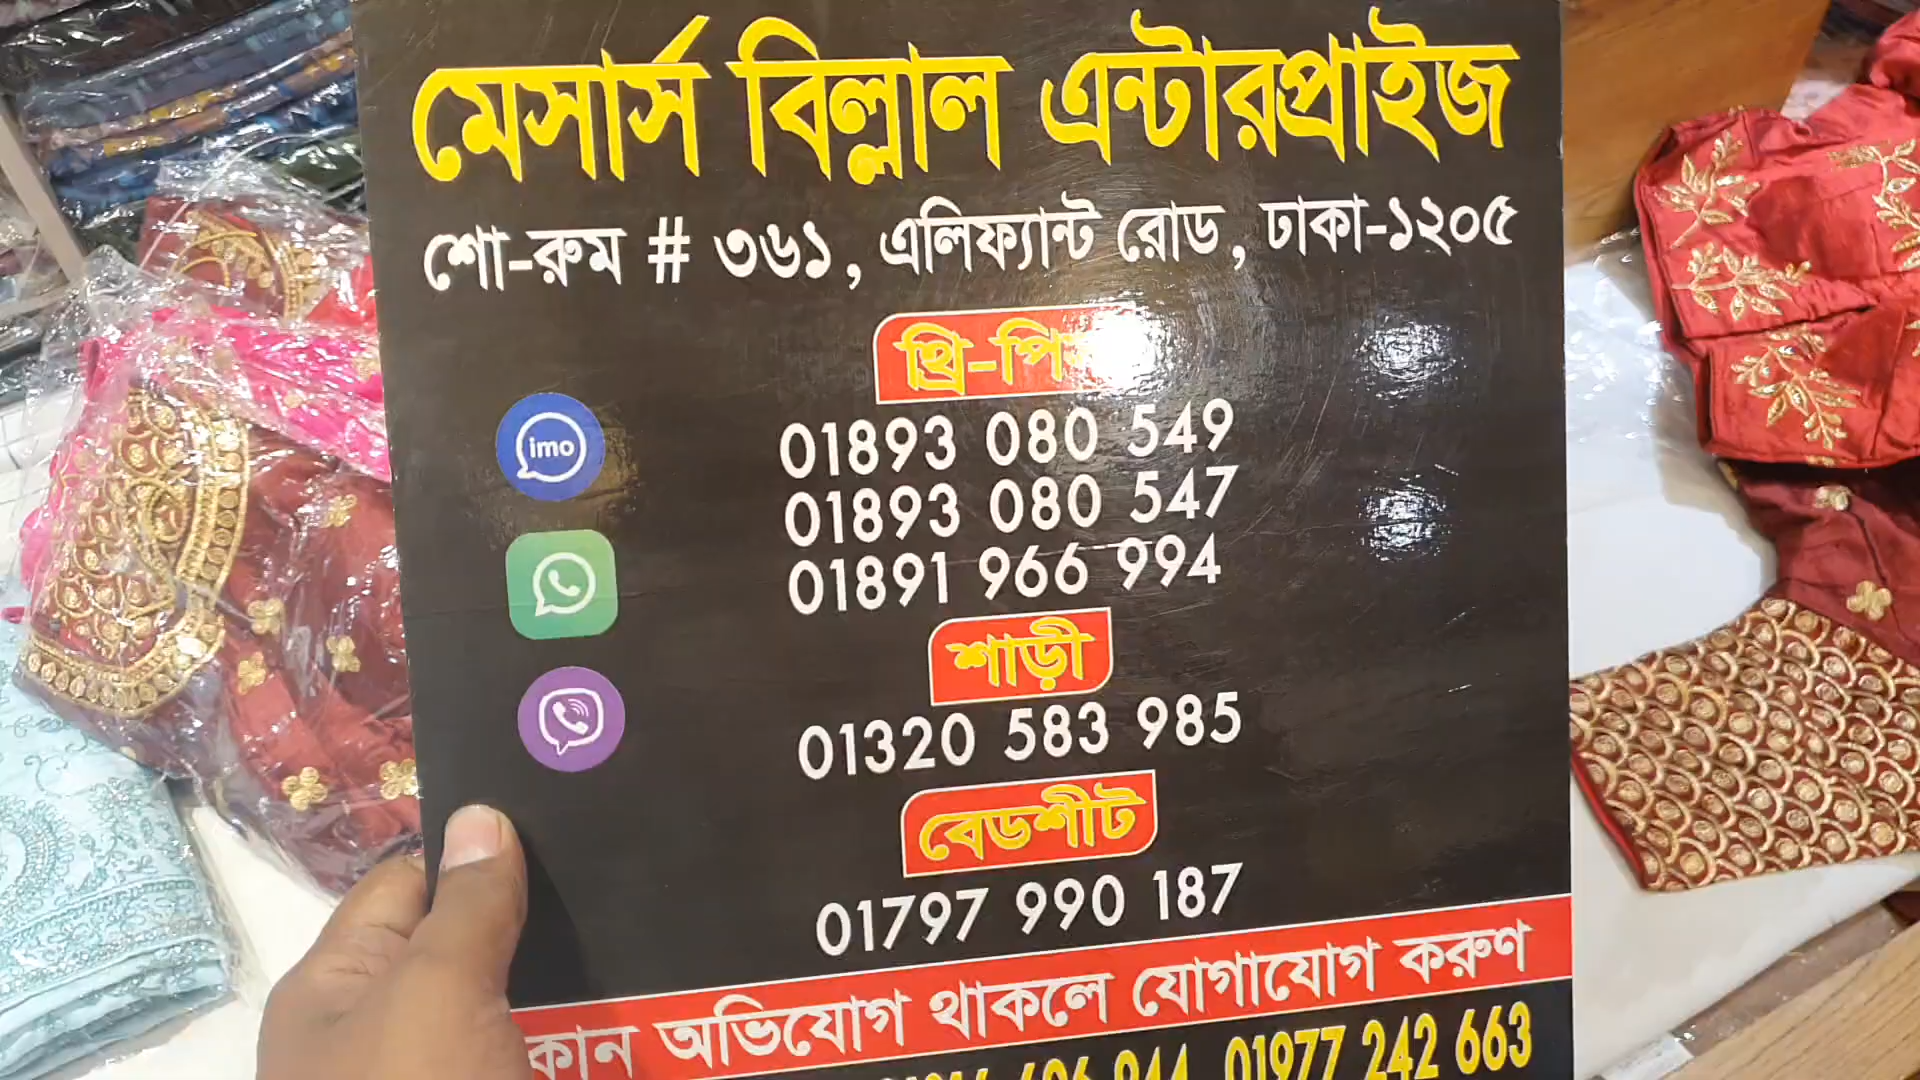 মেসার্স বিল্লাল এন্টারপ্রাইজ
শো-রুম # ৩৬১, এলিফ্যান্ট রোড, ঢাকা-১২০৫
থ্রি-পি
imo
01893 080 549
01893 080 547
01891 966 994
শাড়ী
01320 583 985
বেডশীট
01797 990 187
কান অভিযোগ থাকলে যোগাযোগ করুণ
01977 242 663